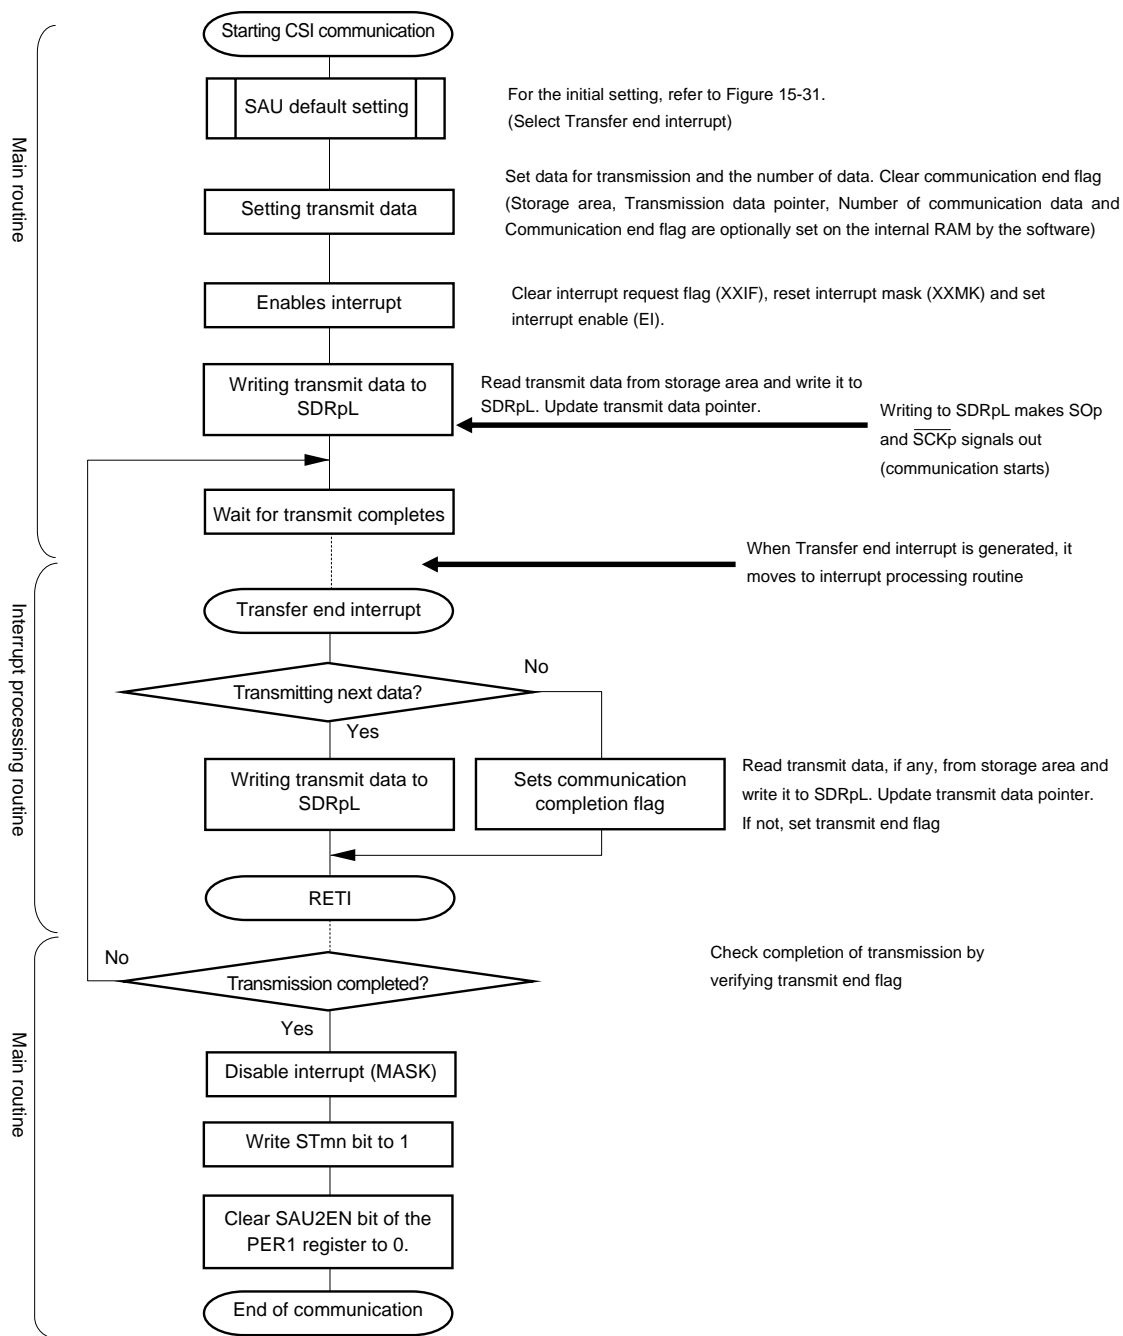 Starting CSI communication
SAU default setting
For the initial setting, refer to Figure 15-31.
(Select Transfer end interrupt)
Main routine
Setting transmit data
Set data for transmission and the number of data. Clear communication end flag
(Storage area, Transmission data pointer, Number of communication data and
Communication end flag are optionally set on the internal RAM by the software)
Enables interrupt
Clear interrupt request flag (XXIF), reset interrupt mask (XXMK) and set
interrupt enable (EI).
Writing transmit data to
SDRpL
Read transmit data from storage area and write it to
SDRpL. Update transmit data pointer.
Writing to SDRpL makes SOp
and SCKp signals out
(communication starts)
Wait for transmit completes
When Transfer end interrupt is generated, it
moves to interrupt processing routine
Interrupt processing routine
Transfer end interrupt
Transmitting next data?
No
Yes
Writing transmit data to
SDRpL
Sets communication
completion flag
Read transmit data, if any, from storage area and
write it to SDRpL. Update transmit data pointer.
If not, set transmit end flag
RETI
Main routine
No
Transmission completed?
Check completion of transmission by
verifying transmit end flag
Yes
Disable interrupt (MASK)
Write STmn bit to 1
Clear SAU2EN bit of the
PER1 register to 0.
End of communication